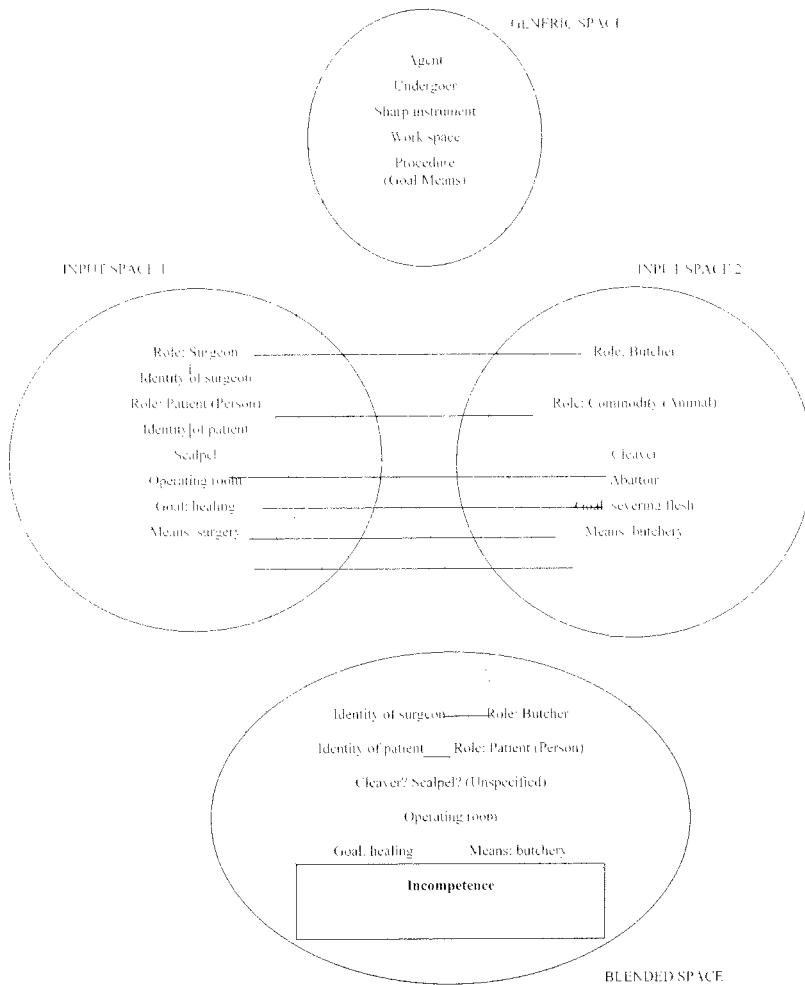 GENERIC SPACE
Agent
Undergoer
Sharp instrument
Work space
Procedure
(Goal Means)
INPUT SPACE 1
INPUT SPACE 2
Role: Surgeon
Role: Butcher
Identity of surgeon
Role: Patient (Person)
Role: Commodity (Animal)
Identity of patient
Scalpel
Cleaver
Operating room
Abattoir
Goal: healing
Goal: severing flesh
Means: surgery
Means: butchery
Identity of surgeon Role: Butcher
Identity of patient Role: Patient (Person)
Cleaver? Scalpel? (Unspecified)
Operating room
Goal: healing Means: butchery
Incompetence
BLENDED SPACE